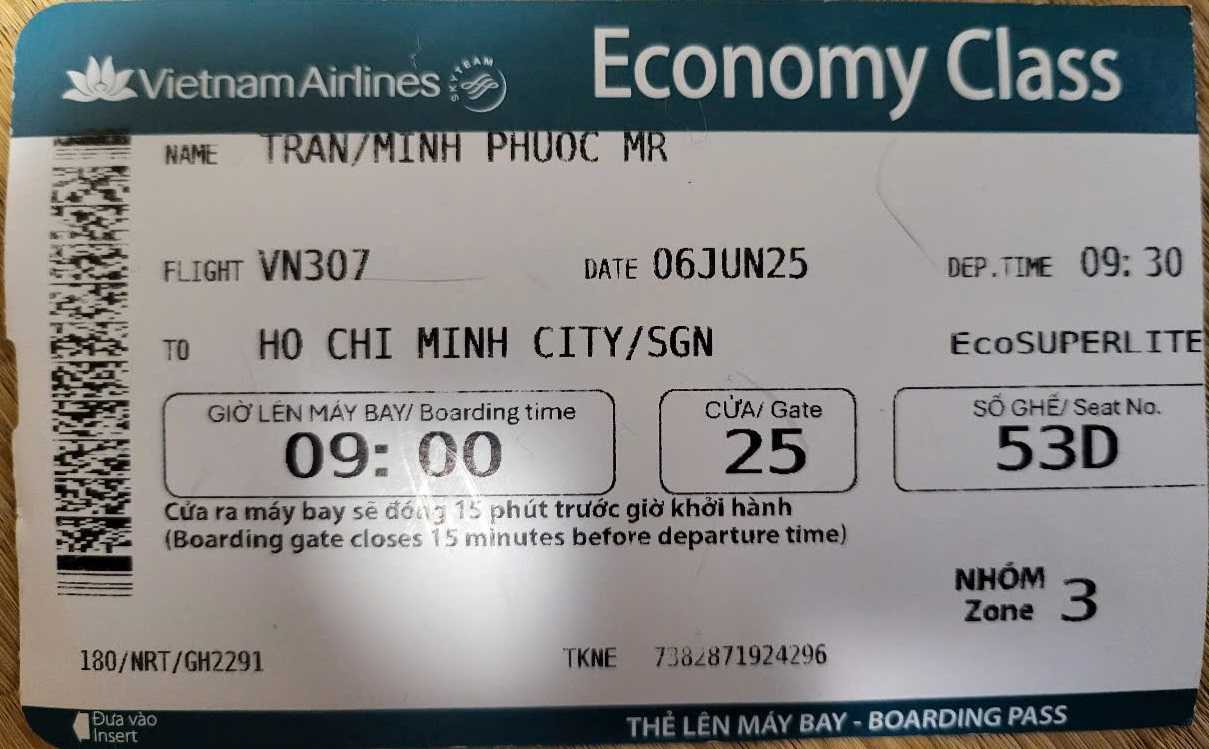 Vietnam Airlines SKYTEAM Economy Class
NAME TRAN/MINH PHUOC MR
FLIGHT VN307 DATE 06JUN25 DEP.TIME 09:30
TO HO CHI MINH CITY/SGN EcoSUPERLITE
GIỜ LÊN MÁY BAY/ Boarding time CỬA/ Gate SỐ GHẾ/ Seat No.
09:00 25 53D
Cửa ra máy bay sẽ đóng 15 phút trước giờ khởi hành
(Boarding gate closes 15 minutes before departure time)
NHÓM
Zone 3
180/NRT/GH2291 TKNE 7382871924296
Đưa vào
Insert
THẺ LÊN MÁY BAY - BOARDING PASS